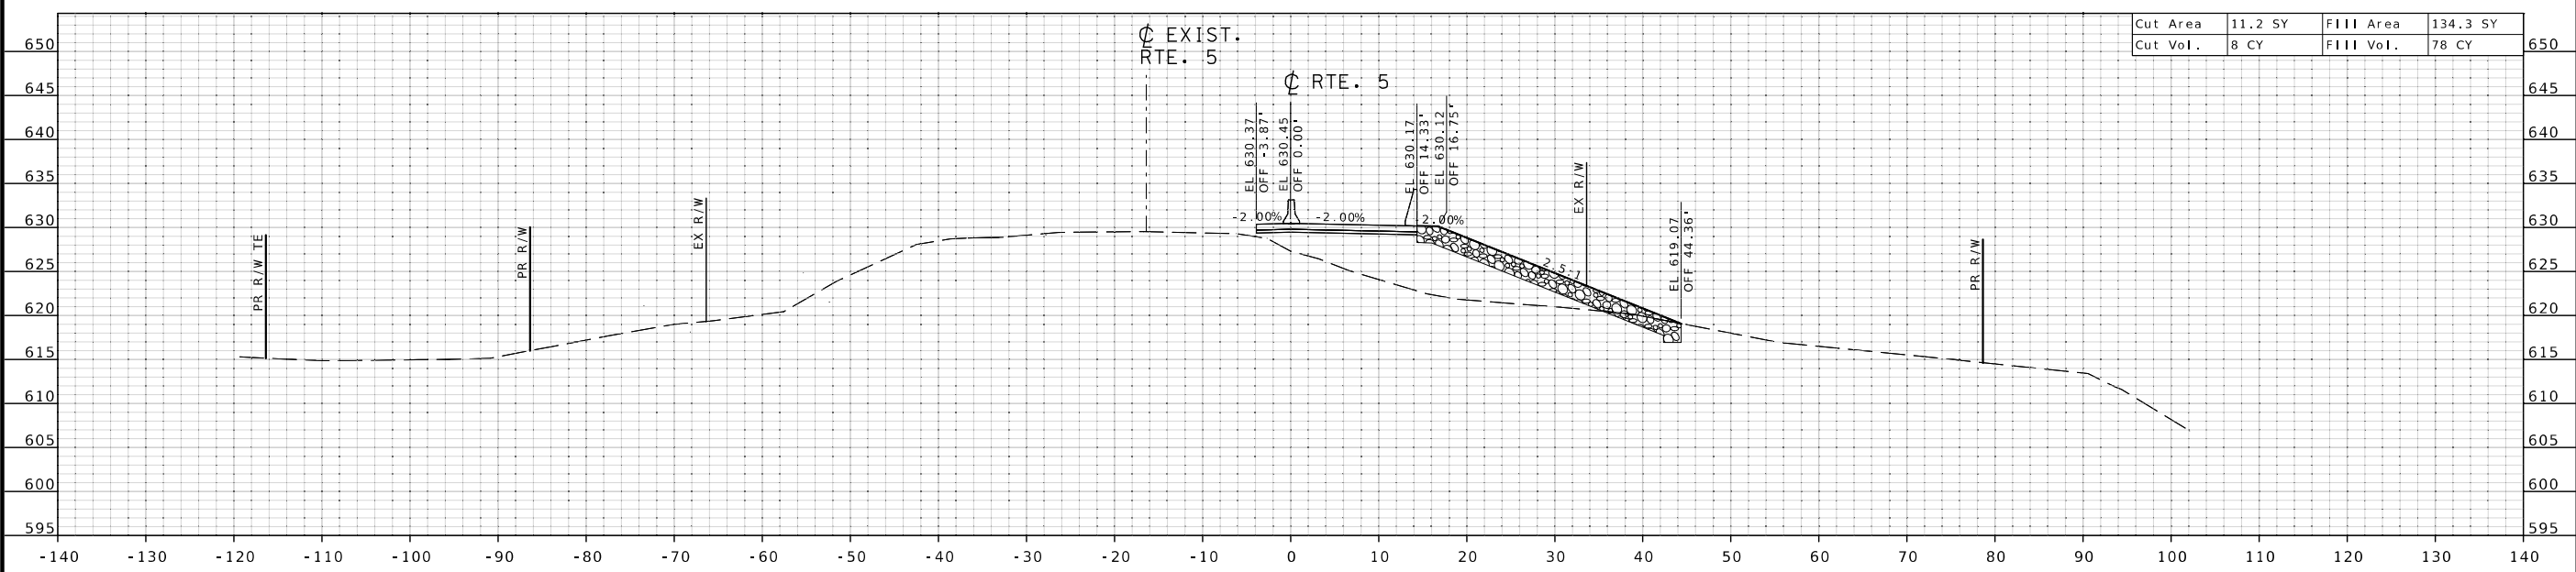 Cut Area 11.2 SY Fill Area 134.3 SY
Cut Vol. 8 CY Fill Vol. 78 CY
℄ EXIST.
RTE. 5
℄ RTE. 5
650
645
640
635
630
625
620
615
610
605
600
595
PR R/W TE
PR R/W
EX R/W
EL 630.37
OFF -3.87'
EL 630.45
OFF 0.00'
EL 630.17
OFF 14.33'
EL 630.12
OFF 16.75'
-2.00%
-2.00%
-2.00%
2.5:1
EX R/W
EL 619.07
OFF 44.36'
PR R/W
650
645
640
635
630
625
620
615
610
605
600
595
-140 -130 -120 -110 -100 -90 -80 -70 -60 -50 -40 -30 -20 -10 0 10 20 30 40 50 60 70 80 90 100 110 120 130 140